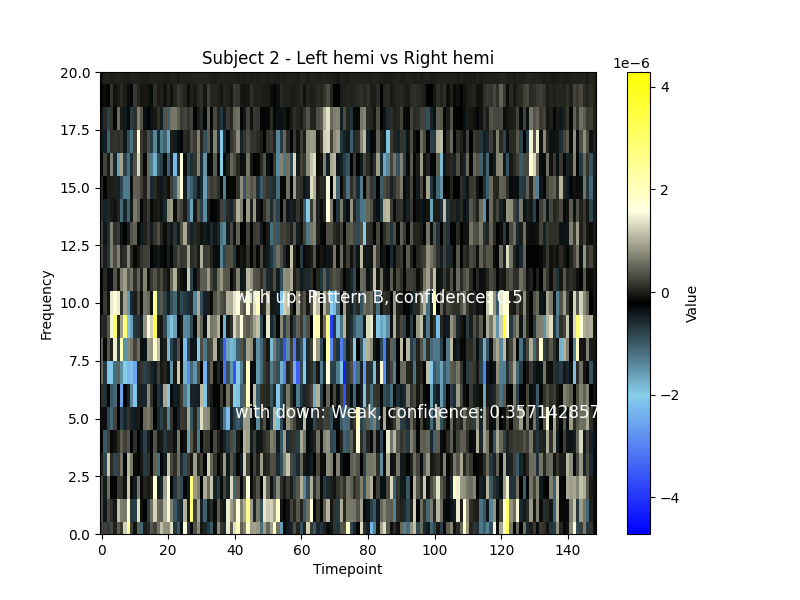 Subject 2 - Left hemi vs Right hemi
1e−6
20.0
17.5
15.0
12.5
10.0
7.5
5.0
2.5
0.0
Frequency
with up: Pattern B, confidence: 0.5
with down: Weak, confidence: 0.357142857
0 20 40 60 80 100 120 140
Timepoint
4
2
0
−2
−4
Value